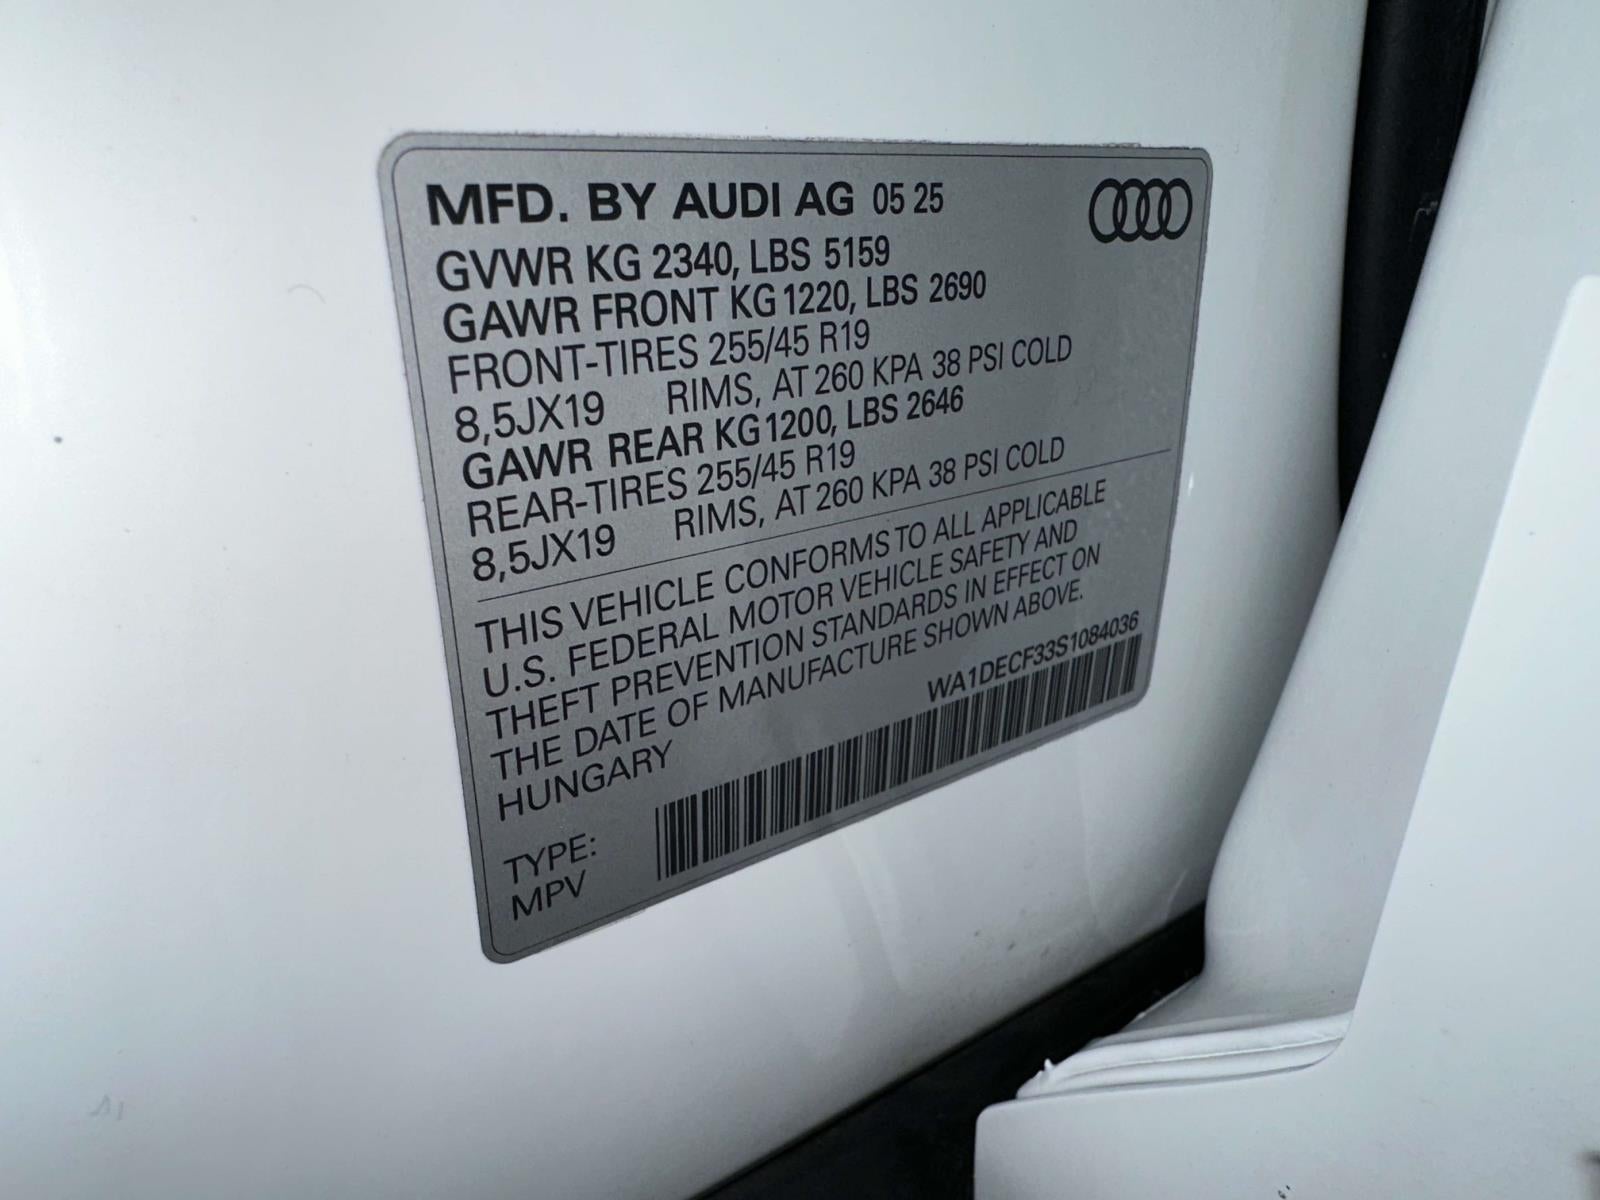 MFD. BY AUDI AG 05 25
GVWR KG 2340, LBS 5159
GAWR FRONT KG 1220, LBS 2690
FRONT-TIRES 255/45 R19
8,5JX19 RIMS, AT 260 KPA 38 PSI COLD
GAWR REAR KG 1200, LBS 2646
REAR-TIRES 255/45 R19
8,5JX19 RIMS, AT 260 KPA 38 PSI COLD
THIS VEHICLE CONFORMS TO ALL APPLICABLE
U.S. FEDERAL MOTOR VEHICLE SAFETY AND
THEFT PREVENTION STANDARDS IN EFFECT ON
THE DATE OF MANUFACTURE SHOWN ABOVE.
HUNGARY
WA1DECF33S1084036
TYPE:
MPV